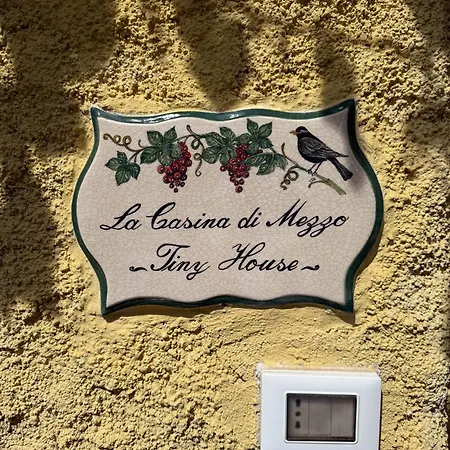 La Casina di Mezzo
~ Tiny House ~